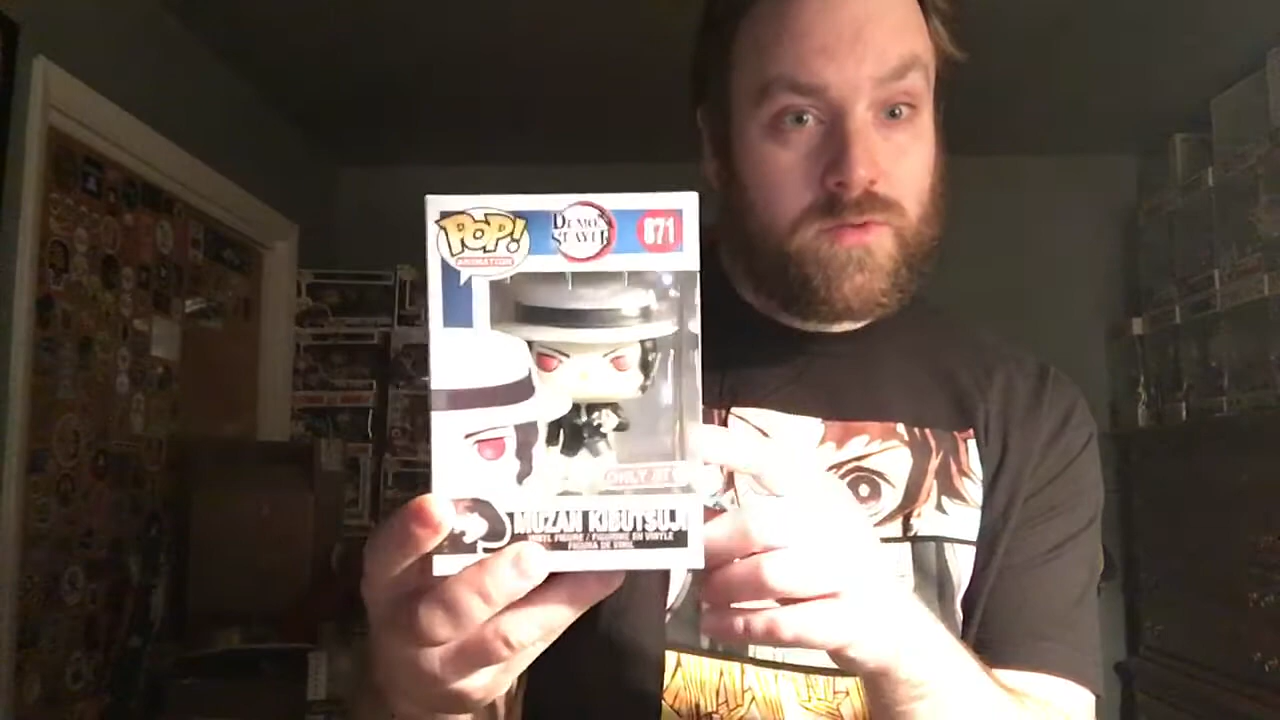 POP!
ANIMATION
DEMON
SLAYER
871
ONLY AT
MUZAN KIBUTSUJI
VINYL FIGURE / FIGURINE EN VINYLE
FIGURA DE VINIL